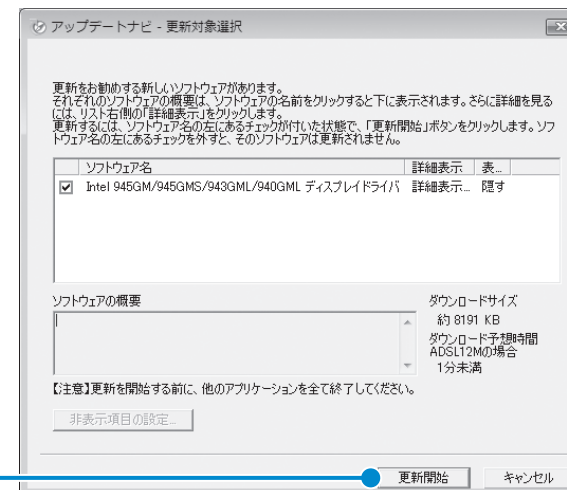 アップデートナビ - 更新対象選択
更新をお勧めする新しいソフトウェアがあります。
それぞれのソフトウェアの概要は、ソフトウェアの名前をクリックすると下に表示されます。さらに詳細を見る
には、リスト右側の「詳細表示」をクリックします。
更新するには、ソフトウェア名の左にあるチェックが付いた状態で、「更新開始」ボタンをクリックします。ソフ
トウェア名の左にあるチェックを外すと、そのソフトウェアは更新されません。
ソフトウェア名 詳細表示 表...
Intel 945GM/945GMS/943GML/940GML ディスプレイドライバ 詳細表示... 隠す
ソフトウェアの概要
ダウンロードサイズ
約 8191 KB
ダウンロード予想時間
ADSL12Mの場合
1分未満
【注意】更新を開始する前に、他のアプリケーションを全て終了してください。
非表示項目の設定...
更新開始 キャンセル